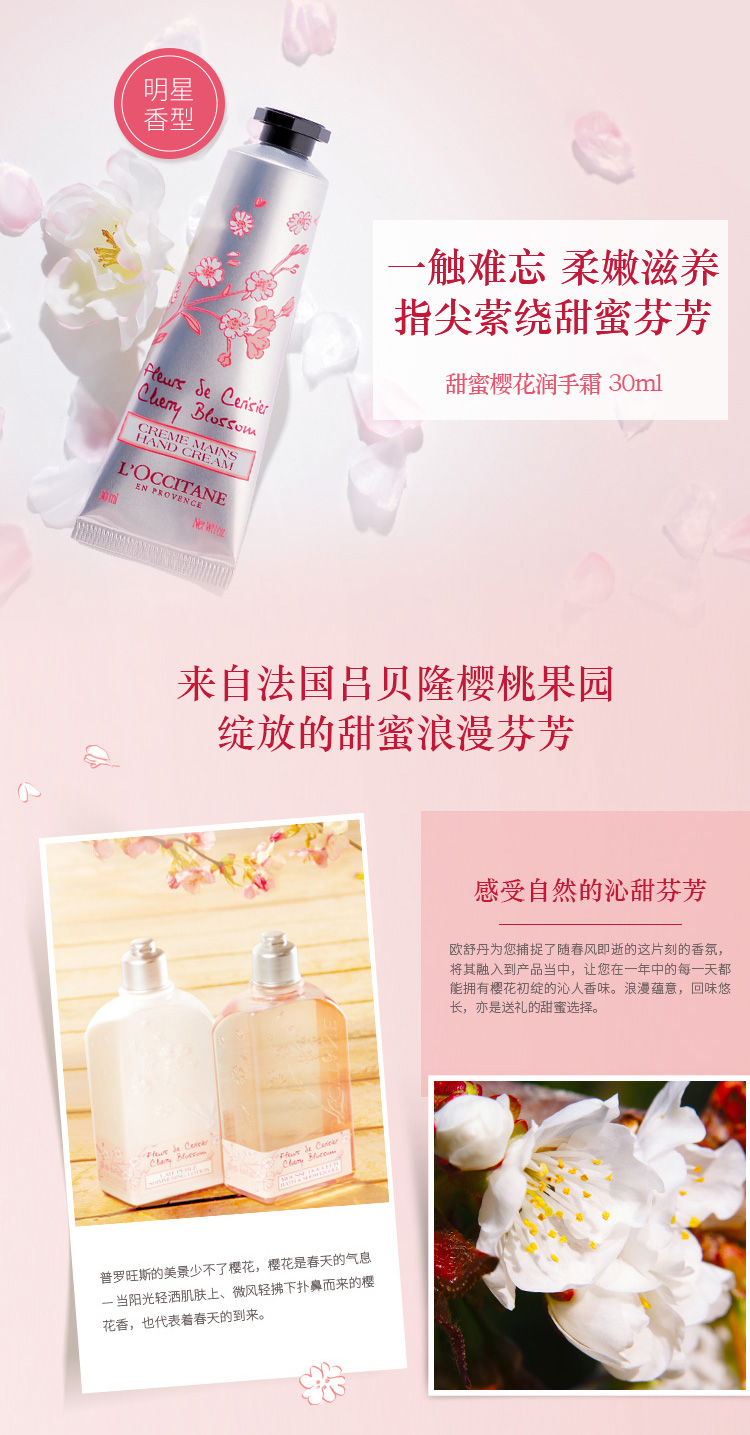 明星
香型
一触难忘 柔嫩滋养
指尖萦绕甜蜜芬芳
甜蜜樱花润手霜 30ml
Fleurs de Cerisier
Cherry Blossom
CREME MAINS
HAND CREAM
L'OCCITANE
EN PROVENCE
30 ml
来自法国吕贝隆樱桃果园
绽放的甜蜜浪漫芬芳
感受自然的沁甜芬芳
欧舒丹为您捕捉了随春风即逝的这片刻的香氛，
将其融入到产品当中，让您在一年中的每一天都
能拥有樱花初绽的沁人香味。浪漫蕴意，回味悠
长，亦是送礼的甜蜜选择。
Fleurs de Cerisier
Cherry Blossom
Fleurs de Cerisier
Cherry Blossom
普罗旺斯的美景少不了樱花，樱花是春天的气息
— 当阳光轻洒肌肤上、微风轻拂下扑鼻而来的樱
花香，也代表着春天的到来。